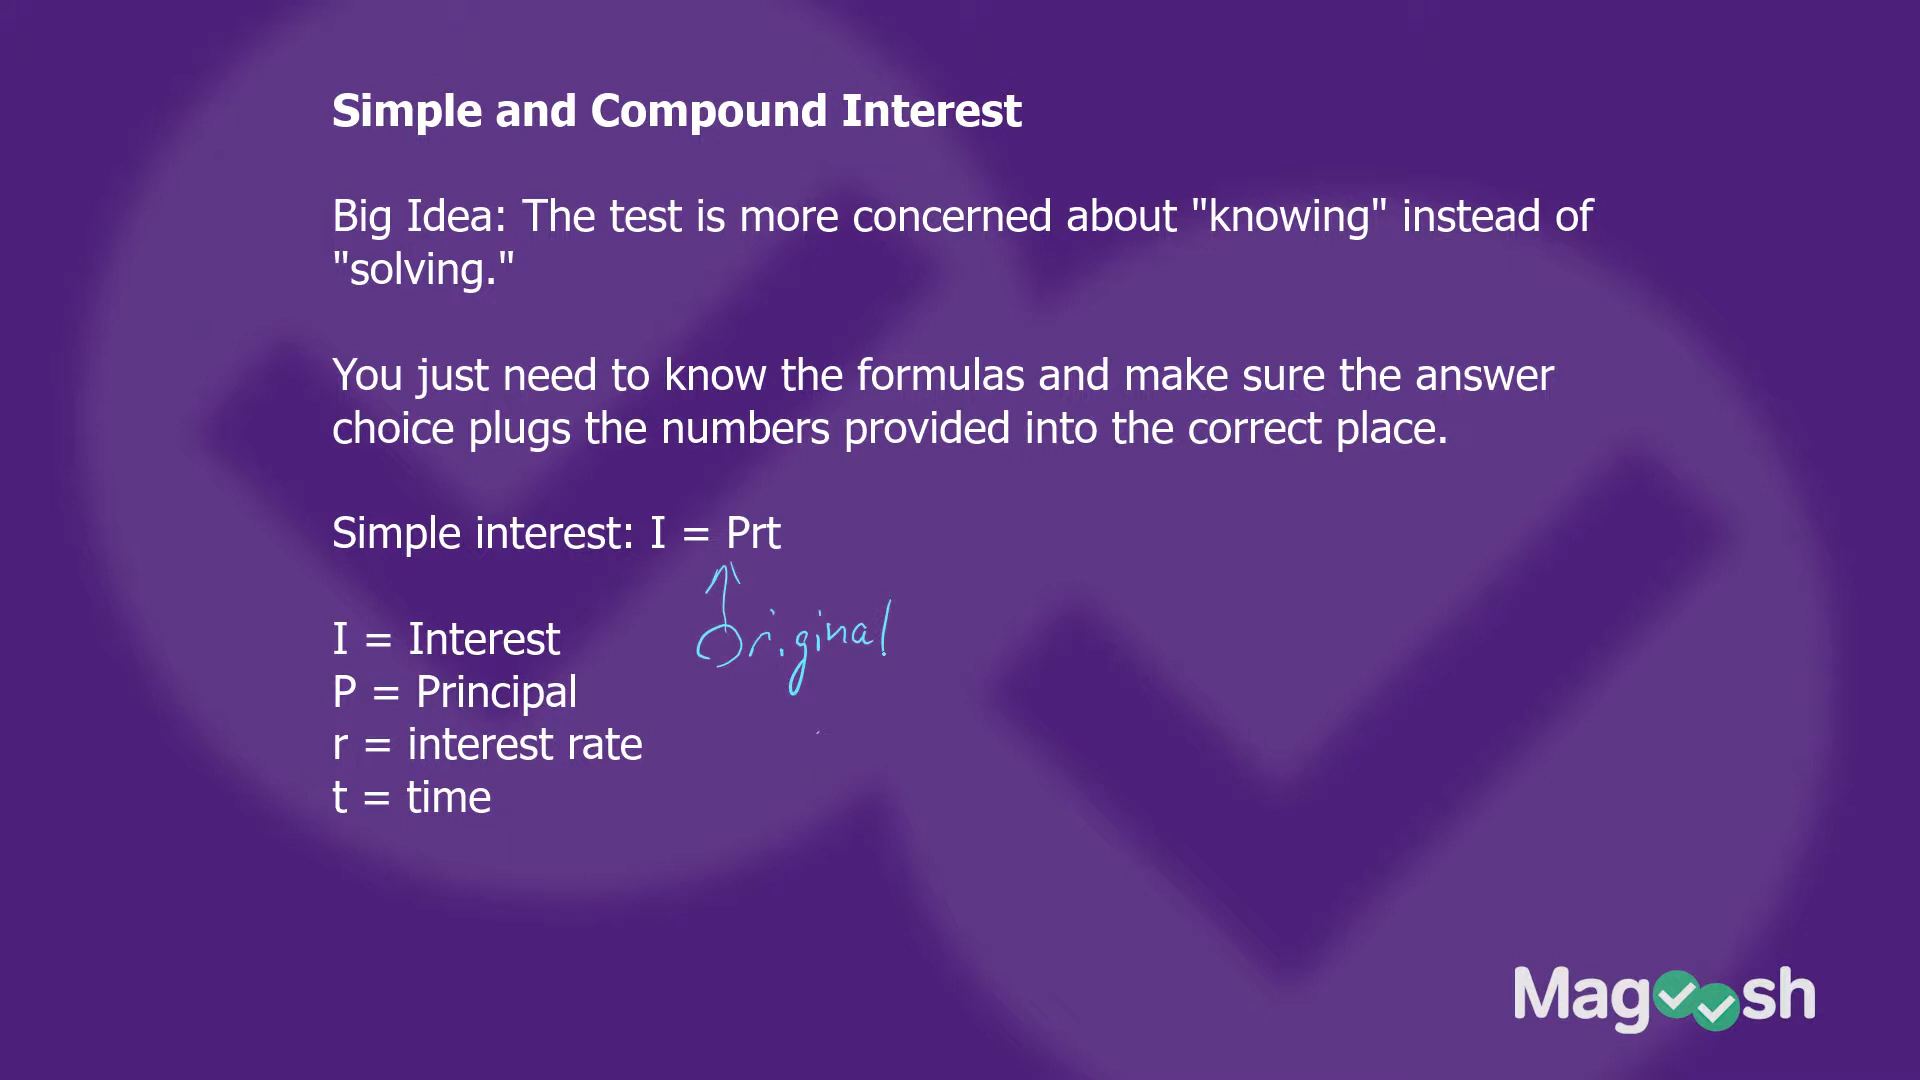 Simple and Compound Interest
Big Idea: The test is more concerned about "knowing" instead of
"solving."
You just need to know the formulas and make sure the answer
choice plugs the numbers provided into the correct place.
Simple interest: I = Prt
Original
I = Interest
P = Principal
r = interest rate
t = time
Magoosh